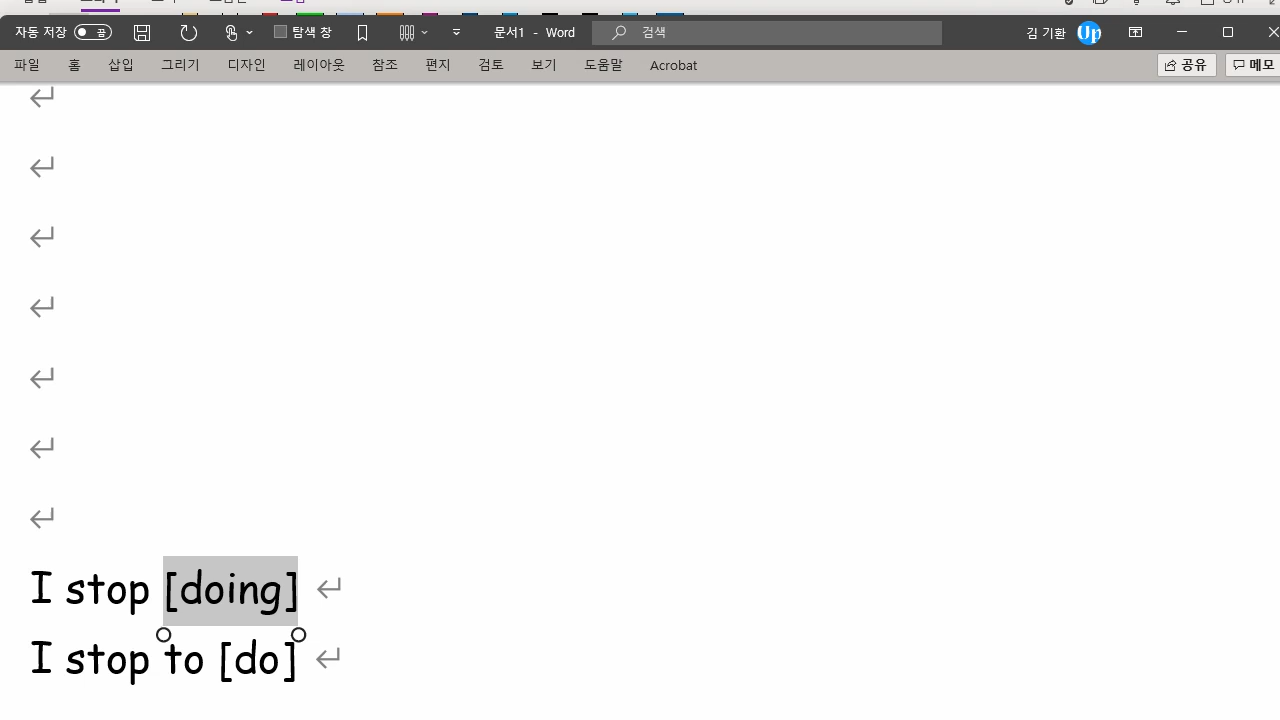 자동 저장 끔 탐색 창 문서1 - Word 검색 김 기환 Up
파일 홈 삽입 그리기 디자인 레이아웃 참조 편지 검토 보기 도움말 Acrobat 공유 메모
I stop [doing]
I stop to [do]